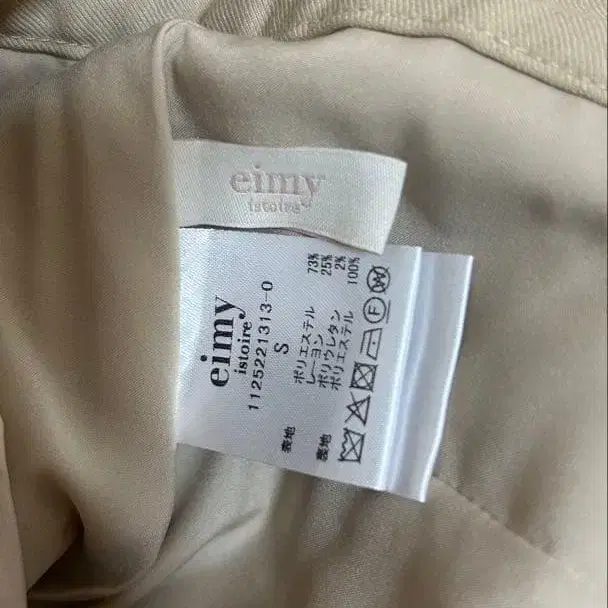 eimy
istoire
eimy
istoire
1125221313-0
S
表地 ポリエステル 73%
レーヨン 25%
ポリウレタン 2%
裏地 ポリエステル 100%
F
W